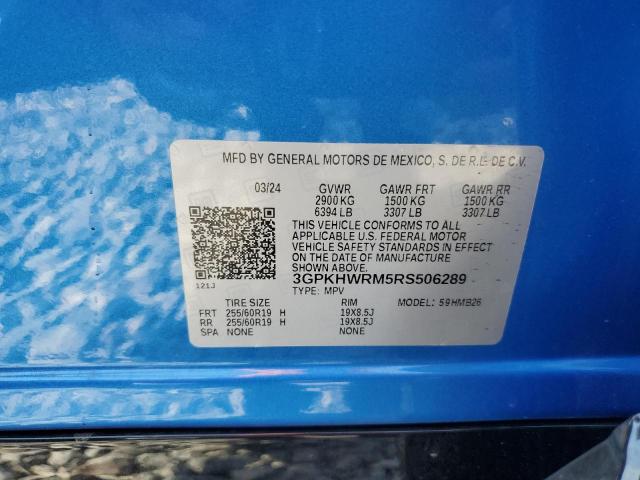 MFD BY GENERAL MOTORS DE MEXICO, S. DE R.L. DE C.V.
03/24 GVWR GAWR FRT GAWR RR
2900 KG 1500 KG 1500 KG
6394 LB 3307 LB 3307 LB
THIS VEHICLE CONFORMS TO ALL
APPLICABLE U.S. FEDERAL MOTOR
VEHICLE SAFETY STANDARDS IN EFFECT
ON THE DATE OF MANUFACTURE
SHOWN ABOVE.
3GPKHWRM5RS506289
121J TYPE: MPV
TIRE SIZE RIM MODEL: 59HMB26
FRT 255/60R19 H 19X8.5J
RR 255/60R19 H 19X8.5J
SPA NONE NONE